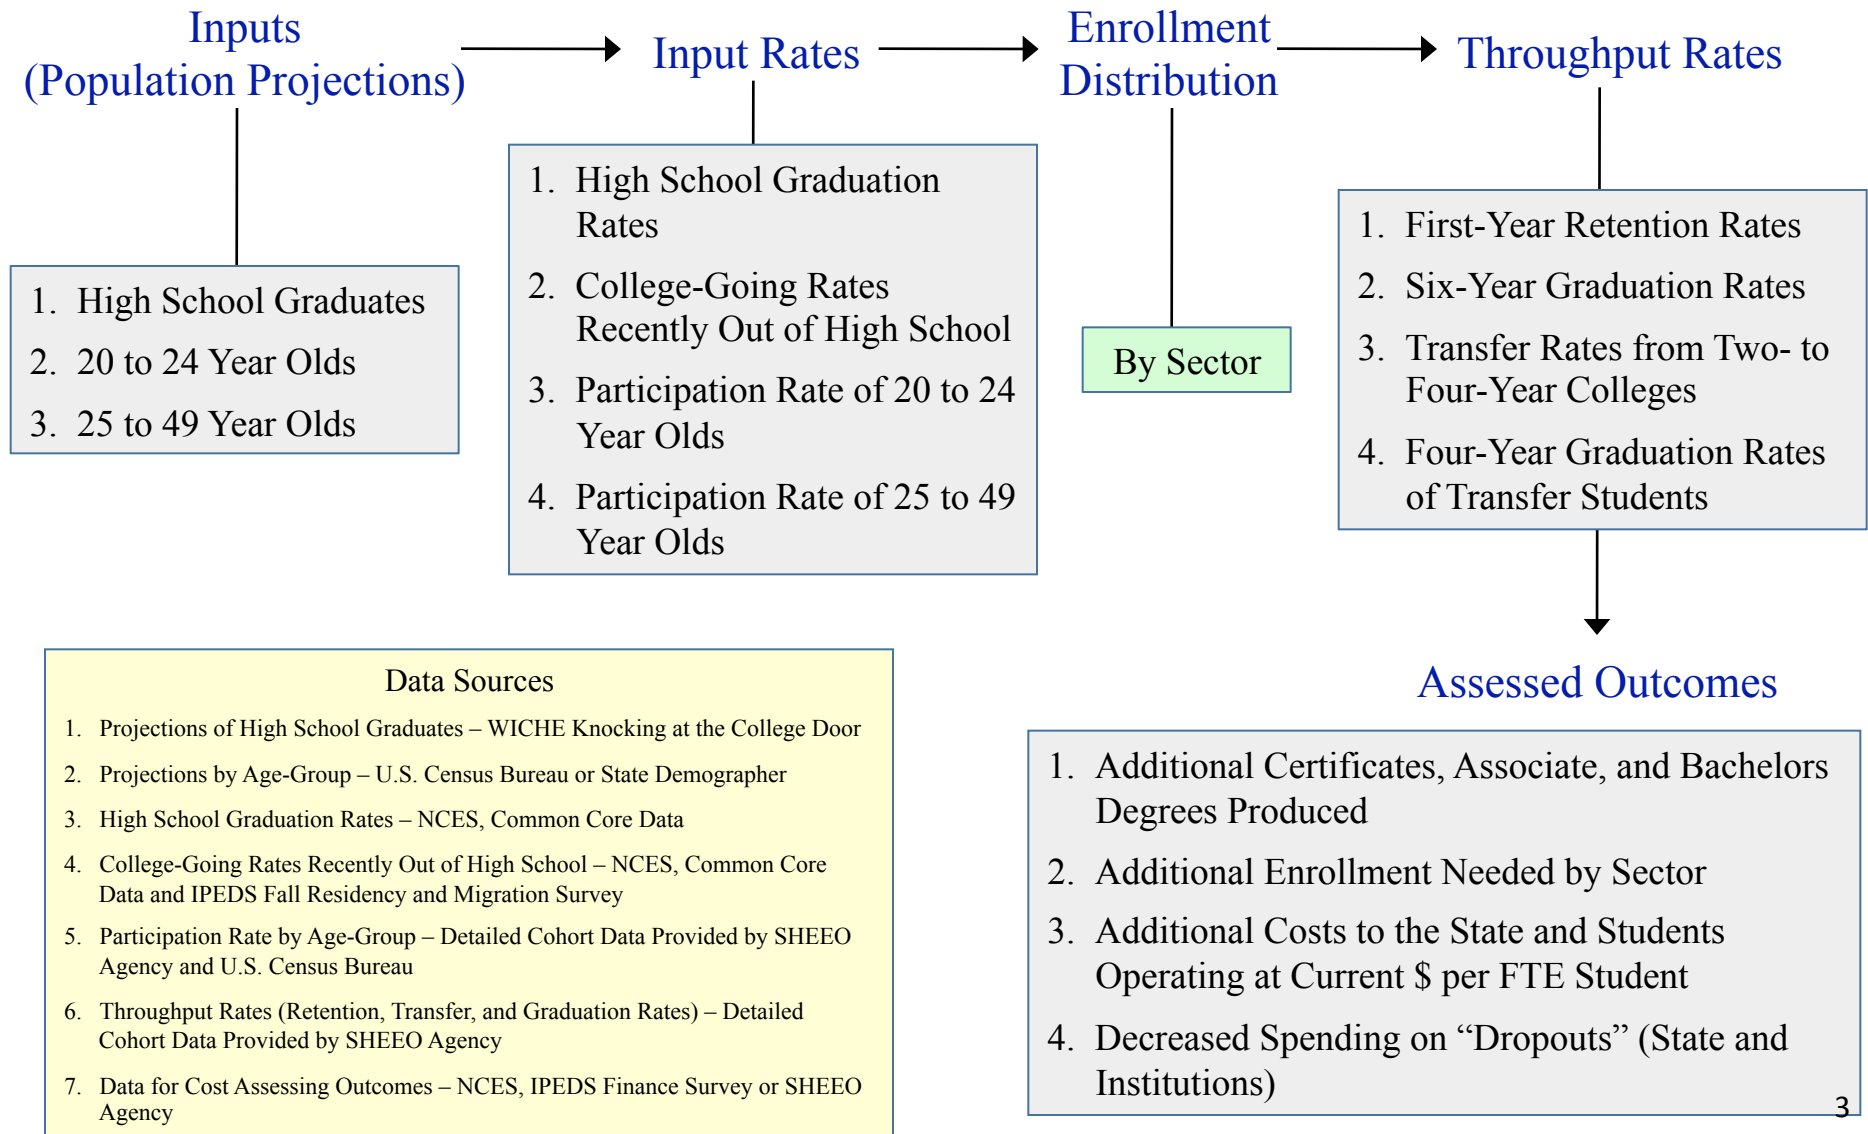 Inputs
(Population Projections)
Input Rates
Enrollment
Distribution
Throughput Rates
1. High School Graduates
2. 20 to 24 Year Olds
3. 25 to 49 Year Olds
1. High School Graduation
Rates
2. College-Going Rates
Recently Out of High School
3. Participation Rate of 20 to 24
Year Olds
4. Participation Rate of 25 to 49
Year Olds
By Sector
1. First-Year Retention Rates
2. Six-Year Graduation Rates
3. Transfer Rates from Two- to
Four-Year Colleges
4. Four-Year Graduation Rates
of Transfer Students
Data Sources
1. Projections of High School Graduates – WICHE Knocking at the College Door
2. Projections by Age-Group – U.S. Census Bureau or State Demographer
3. High School Graduation Rates – NCES, Common Core Data
4. College-Going Rates Recently Out of High School – NCES, Common Core
Data and IPEDS Fall Residency and Migration Survey
5. Participation Rate by Age-Group – Detailed Cohort Data Provided by SHEEO
Agency and U.S. Census Bureau
6. Throughput Rates (Retention, Transfer, and Graduation Rates) – Detailed
Cohort Data Provided by SHEEO Agency
7. Data for Cost Assessing Outcomes – NCES, IPEDS Finance Survey or SHEEO
Agency
Assessed Outcomes
1. Additional Certificates, Associate, and Bachelors
Degrees Produced
2. Additional Enrollment Needed by Sector
3. Additional Costs to the State and Students
Operating at Current $ per FTE Student
4. Decreased Spending on “Dropouts” (State and
Institutions)
3